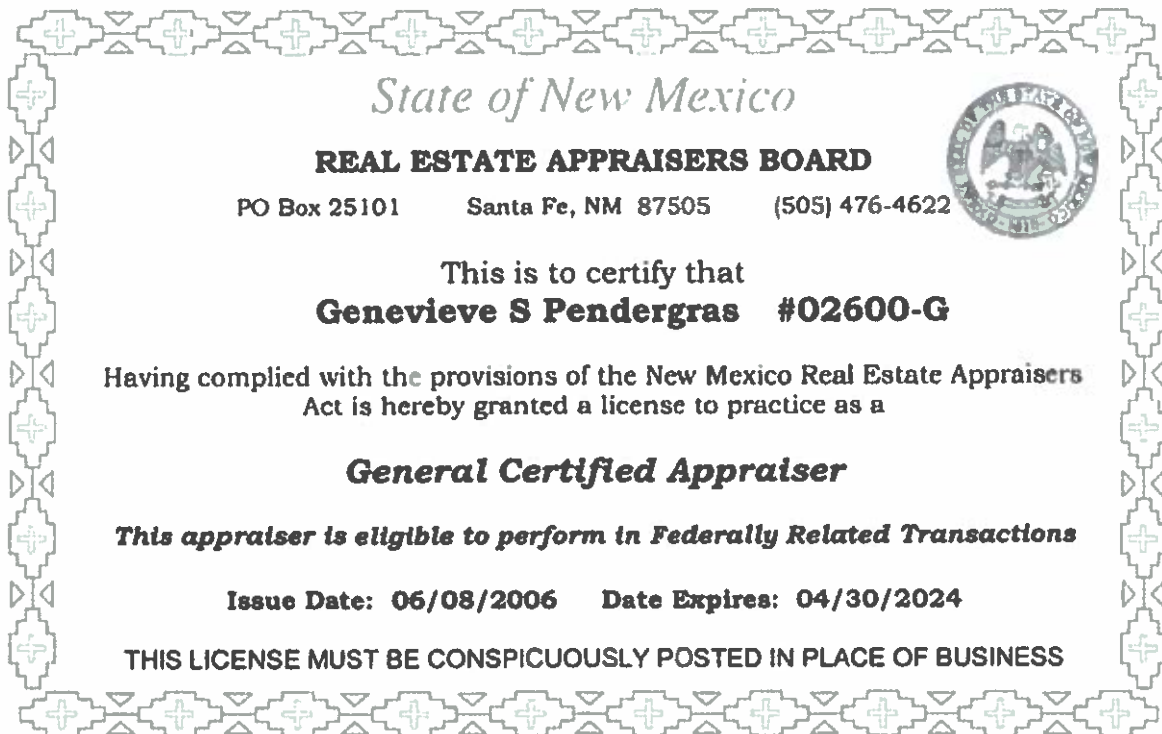 State of New Mexico
REAL ESTATE APPRAISERS BOARD
PO Box 25101 Santa Fe, NM 87505 (505) 476-4622
This is to certify that
Genevieve S Pendergras #02600-G
Having complied with the provisions of the New Mexico Real Estate Appraisers
Act is hereby granted a license to practice as a
General Certified Appraiser
This appraiser is eligible to perform in Federally Related Transactions
Issue Date: 06/08/2006 Date Expires: 04/30/2024
THIS LICENSE MUST BE CONSPICUOUSLY POSTED IN PLACE OF BUSINESS